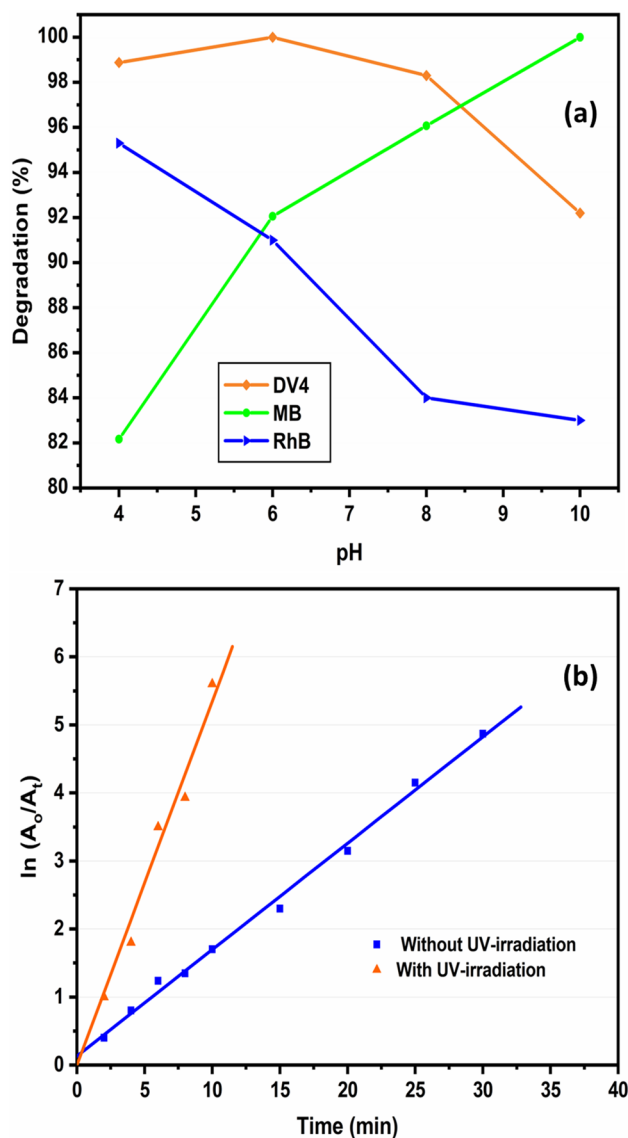 100
98
96
94
92
90
88
86
84
82
80
Degradation (%)
(a)
DV4
MB
RhB
4 5 6 7 8 9 10
pH
7
6
5
4
3
2
1
0
ln (Ao/At)
(b)
Without UV-irradiation
With UV-irradiation
0 5 10 15 20 25 30 35 40
Time (min)